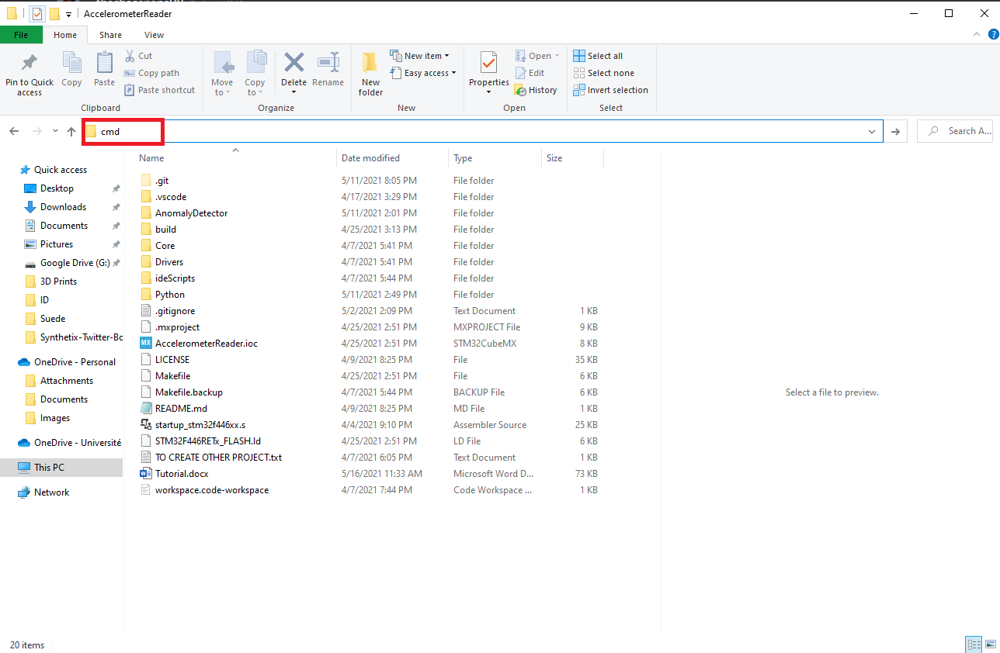 AccelerometerReader
File Home Share View
Pin to Quick access
Copy
Paste
Cut
Copy path
Paste shortcut
Clipboard
Move to
Copy to
Delete
Rename
Organize
New folder
New item
Easy access
New
Properties
Open
Edit
History
Open
Select all
Select none
Invert selection
Select
cmd
Search A...
Quick access
Desktop
Downloads
Documents
Pictures
Google Drive (G:)
3D Prints
ID
Suede
Synthetix-Twitter-Bc
OneDrive - Personal
Attachments
Documents
Images
OneDrive - Université
This PC
Network
Name Date modified Type Size
.git 5/11/2021 8:05 PM File folder
.vscode 4/17/2021 3:29 PM File folder
AnomalyDetector 5/11/2021 2:01 PM File folder
build 4/25/2021 3:13 PM File folder
Core 4/7/2021 5:41 PM File folder
Drivers 4/7/2021 5:41 PM File folder
ideScripts 4/7/2021 5:44 PM File folder
Python 5/11/2021 2:49 PM File folder
.gitignore 5/2/2021 2:09 PM Text Document 1 KB
.mxproject 4/25/2021 2:51 PM MXPROJECT File 9 KB
MX AccelerometerReader.ioc 4/25/2021 2:51 PM STM32CubeMX 8 KB
LICENSE 4/9/2021 8:25 PM File 35 KB
Makefile 4/25/2021 2:51 PM File 6 KB
Makefile.backup 4/7/2021 5:44 PM BACKUP File 6 KB
README.md 4/9/2021 8:25 PM MD File 1 KB
startup_stm32f446xx.s 4/4/2021 9:10 PM Assembler Source 25 KB
STM32F446RETx_FLASH.ld 4/25/2021 2:51 PM LD File 6 KB
TO CREATE OTHER PROJECT.txt 4/7/2021 6:05 PM Text Document 1 KB
Tutorial.docx 5/16/2021 11:33 AM Microsoft Word D... 73 KB
workspace.code-workspace 4/7/2021 7:44 PM Code Workspace ... 1 KB
Select a file to preview.
20 items